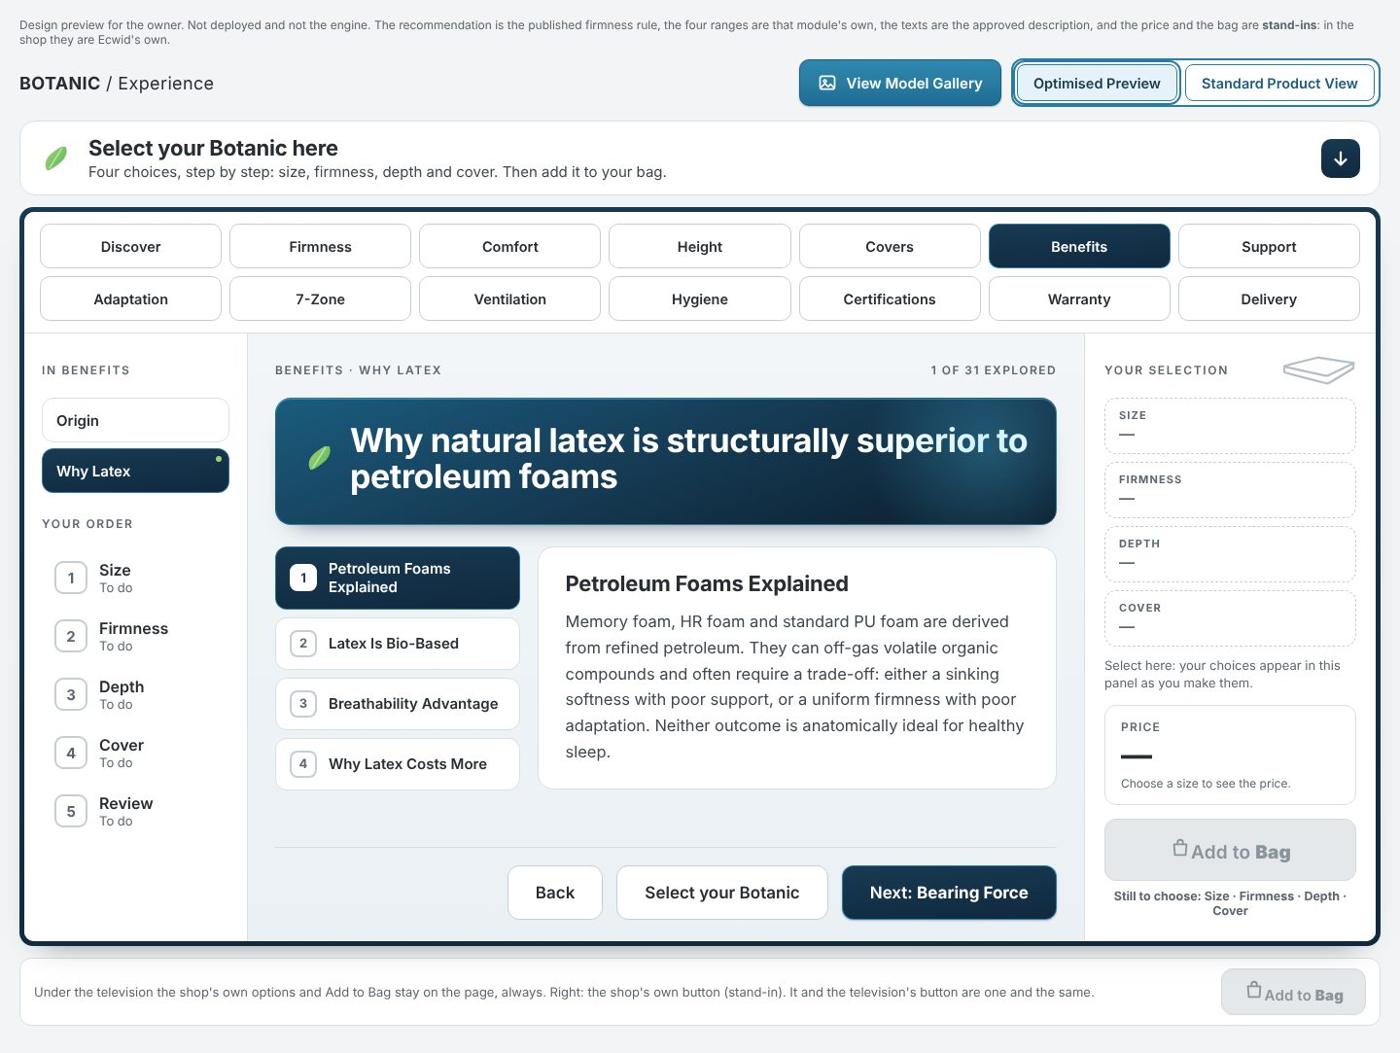 Design preview for the owner. Not deployed and not the engine. The recommendation is the published firmness rule, the four ranges are that module's own, the texts are the approved description, and the price and the bag are stand-ins: in the
shop they are Ecwid's own.
BOTANIC / Experience
View Model Gallery
Optimised Preview
Standard Product View
Select your Botanic here
Four choices, step by step: size, firmness, depth and cover. Then add it to your bag.
Discover
Firmness
Comfort
Height
Covers
Benefits
Support
Adaptation
7-Zone
Ventilation
Hygiene
Certifications
Warranty
Delivery
IN BENEFITS
Origin
Why Latex
YOUR ORDER
1
Size
To do
2
Firmness
To do
3
Depth
To do
4
Cover
To do
5
Review
To do
BENEFITS · WHY LATEX
1 OF 31 EXPLORED
Why natural latex is structurally superior to
petroleum foams
1
Petroleum Foams
Explained
2
Latex Is Bio-Based
3
Breathability Advantage
4
Why Latex Costs More
Petroleum Foams Explained
Memory foam, HR foam and standard PU foam are derived
from refined petroleum. They can off-gas volatile organic
compounds and often require a trade-off: either a sinking
softness with poor support, or a uniform firmness with poor
adaptation. Neither outcome is anatomically ideal for healthy
sleep.
Back
Select your Botanic
Next: Bearing Force
YOUR SELECTION
SIZE
—
FIRMNESS
—
DEPTH
—
COVER
—
Select here: your choices appear in this
panel as you make them.
PRICE
—
Choose a size to see the price.
Add to Bag
Still to choose: Size · Firmness · Depth ·
Cover
Under the television the shop's own options and Add to Bag stay on the page, always. Right: the shop's own button (stand-in). It and the television's button are one and the same.
Add to Bag